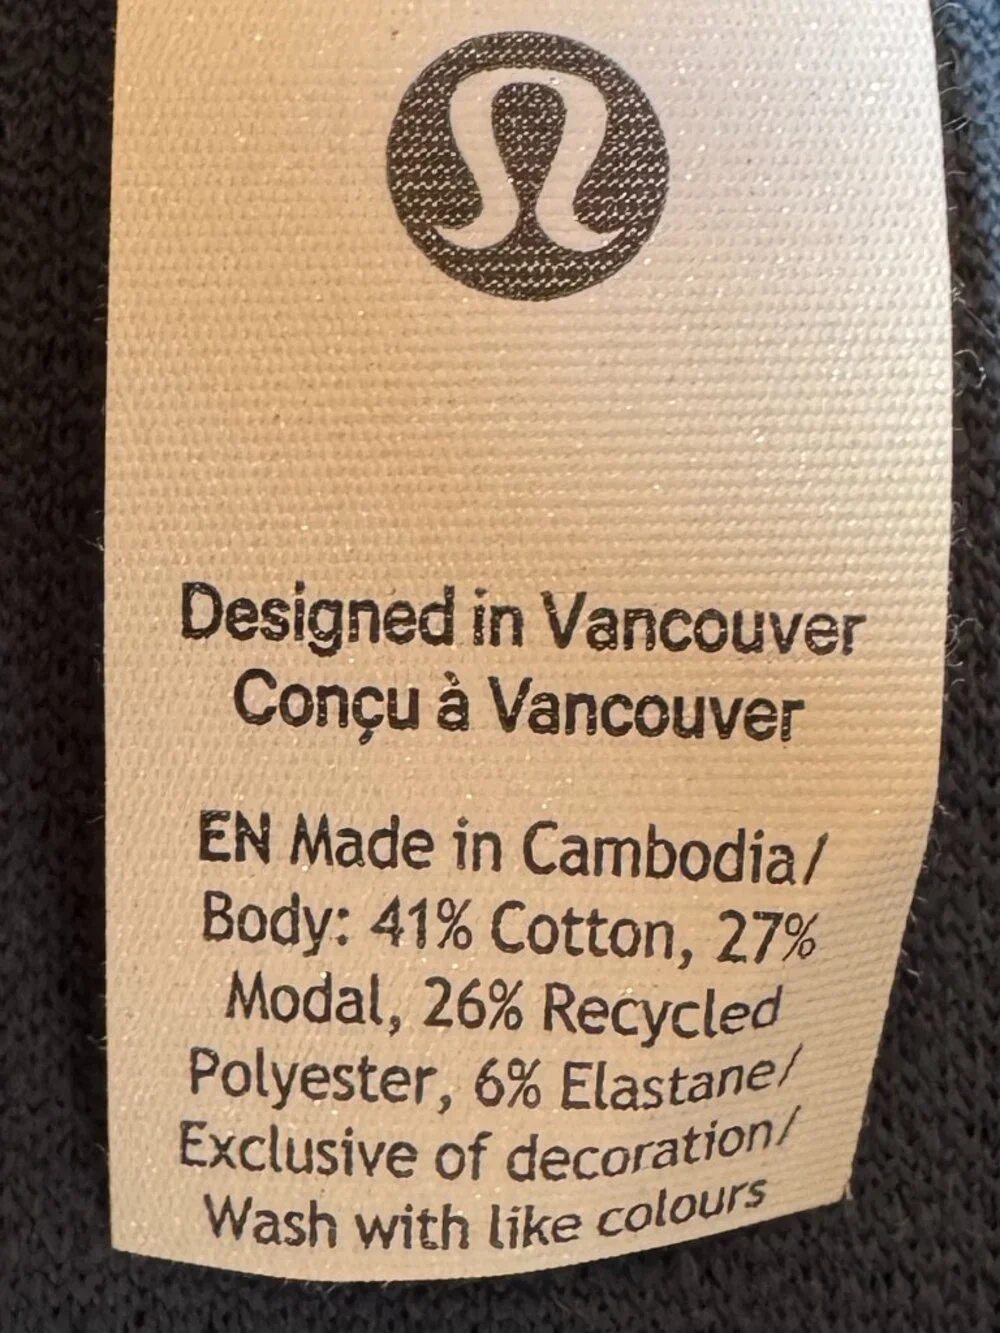 Designed in Vancouver
Conçu à Vancouver
EN Made in Cambodia/
Body: 41% Cotton, 27%
Modal, 26% Recycled
Polyester, 6% Elastane/
Exclusive of decoration/
Wash with like colours